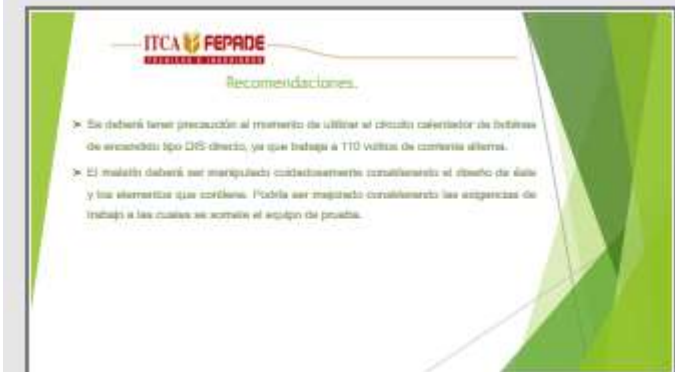 ITCA FEPADE
TÉCNICOS E INGENIEROS
Recomendaciones.
➤ Se deberá tener precaución al momento de utilizar el circuito calentador de bobinas
de encendido tipo DIS directo, ya que trabaja a 110 voltios de corriente alterna.
➤ El maletín deberá ser manipulado cuidadosamente considerando el diseño de éste
y los elementos que contiene. Podría ser mejorado considerando las exigencias de
trabajo a las cuales se somete el equipo de prueba.